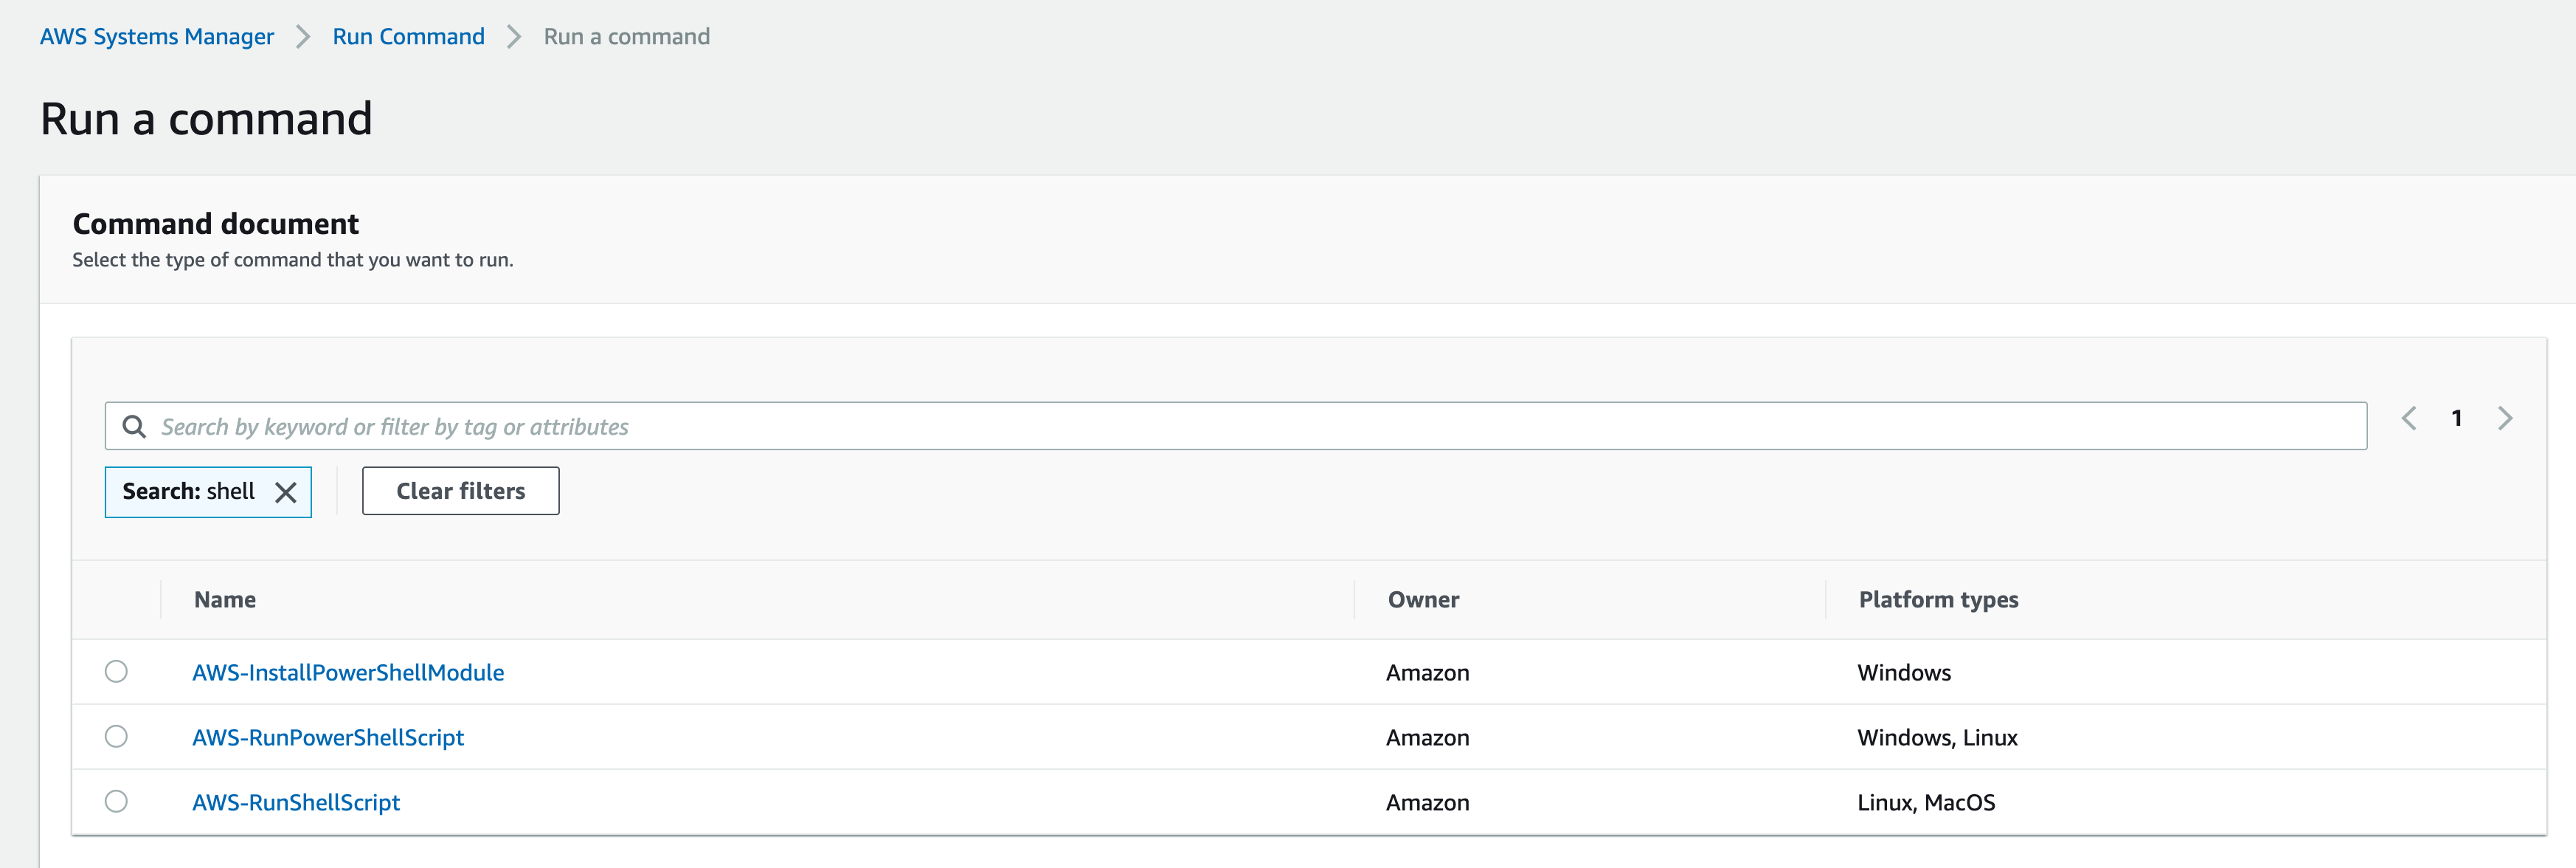 AWS Systems Manager Run Command Run a command
Run a command
Command document
Select the type of command that you want to run.
Search by keyword or filter by tag or attributes
1
Search: shell
Clear filters
Name Owner Platform types
AWS-InstallPowerShellModule Amazon Windows
AWS-RunPowerShellScript Amazon Windows, Linux
AWS-RunShellScript Amazon Linux, MacOS